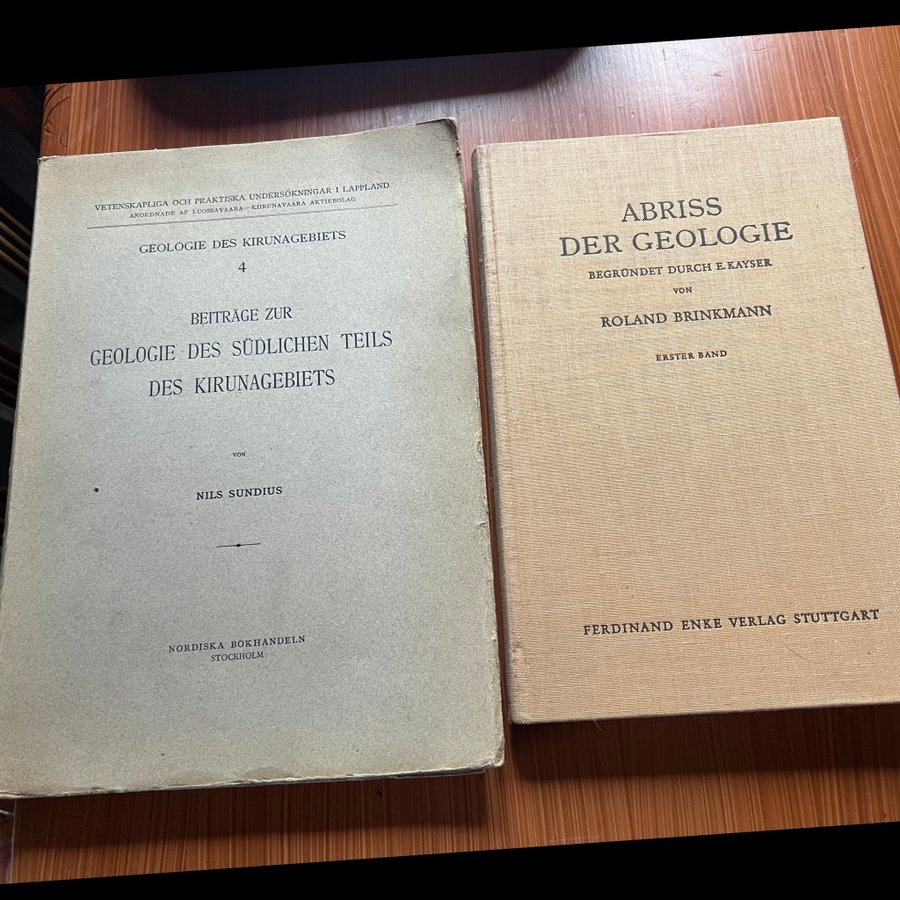 VETENSKAPLIGA OCH PRAKTISKA UNDERSÖKNINGAR I LAPPLAND
ANORDNADE AF LUOSSAVAARA—KIIRUNAVAARA AKTIEBOLAG
GEOLOGIE DES KIRUNAGEBIETS
4
BEITRÄGE ZUR
GEOLOGIE DES SÜDLICHEN TEILS
DES KIRUNAGEBIETS
VON
NILS SUNDIUS
NORDISKA BOKHANDELN
STOCKHOLM
ABRISS
DER GEOLOGIE
BEGRÜNDET DURCH E. KAYSER
VON
ROLAND BRINKMANN
ERSTER BAND
FERDINAND ENKE VERLAG STUTTGART